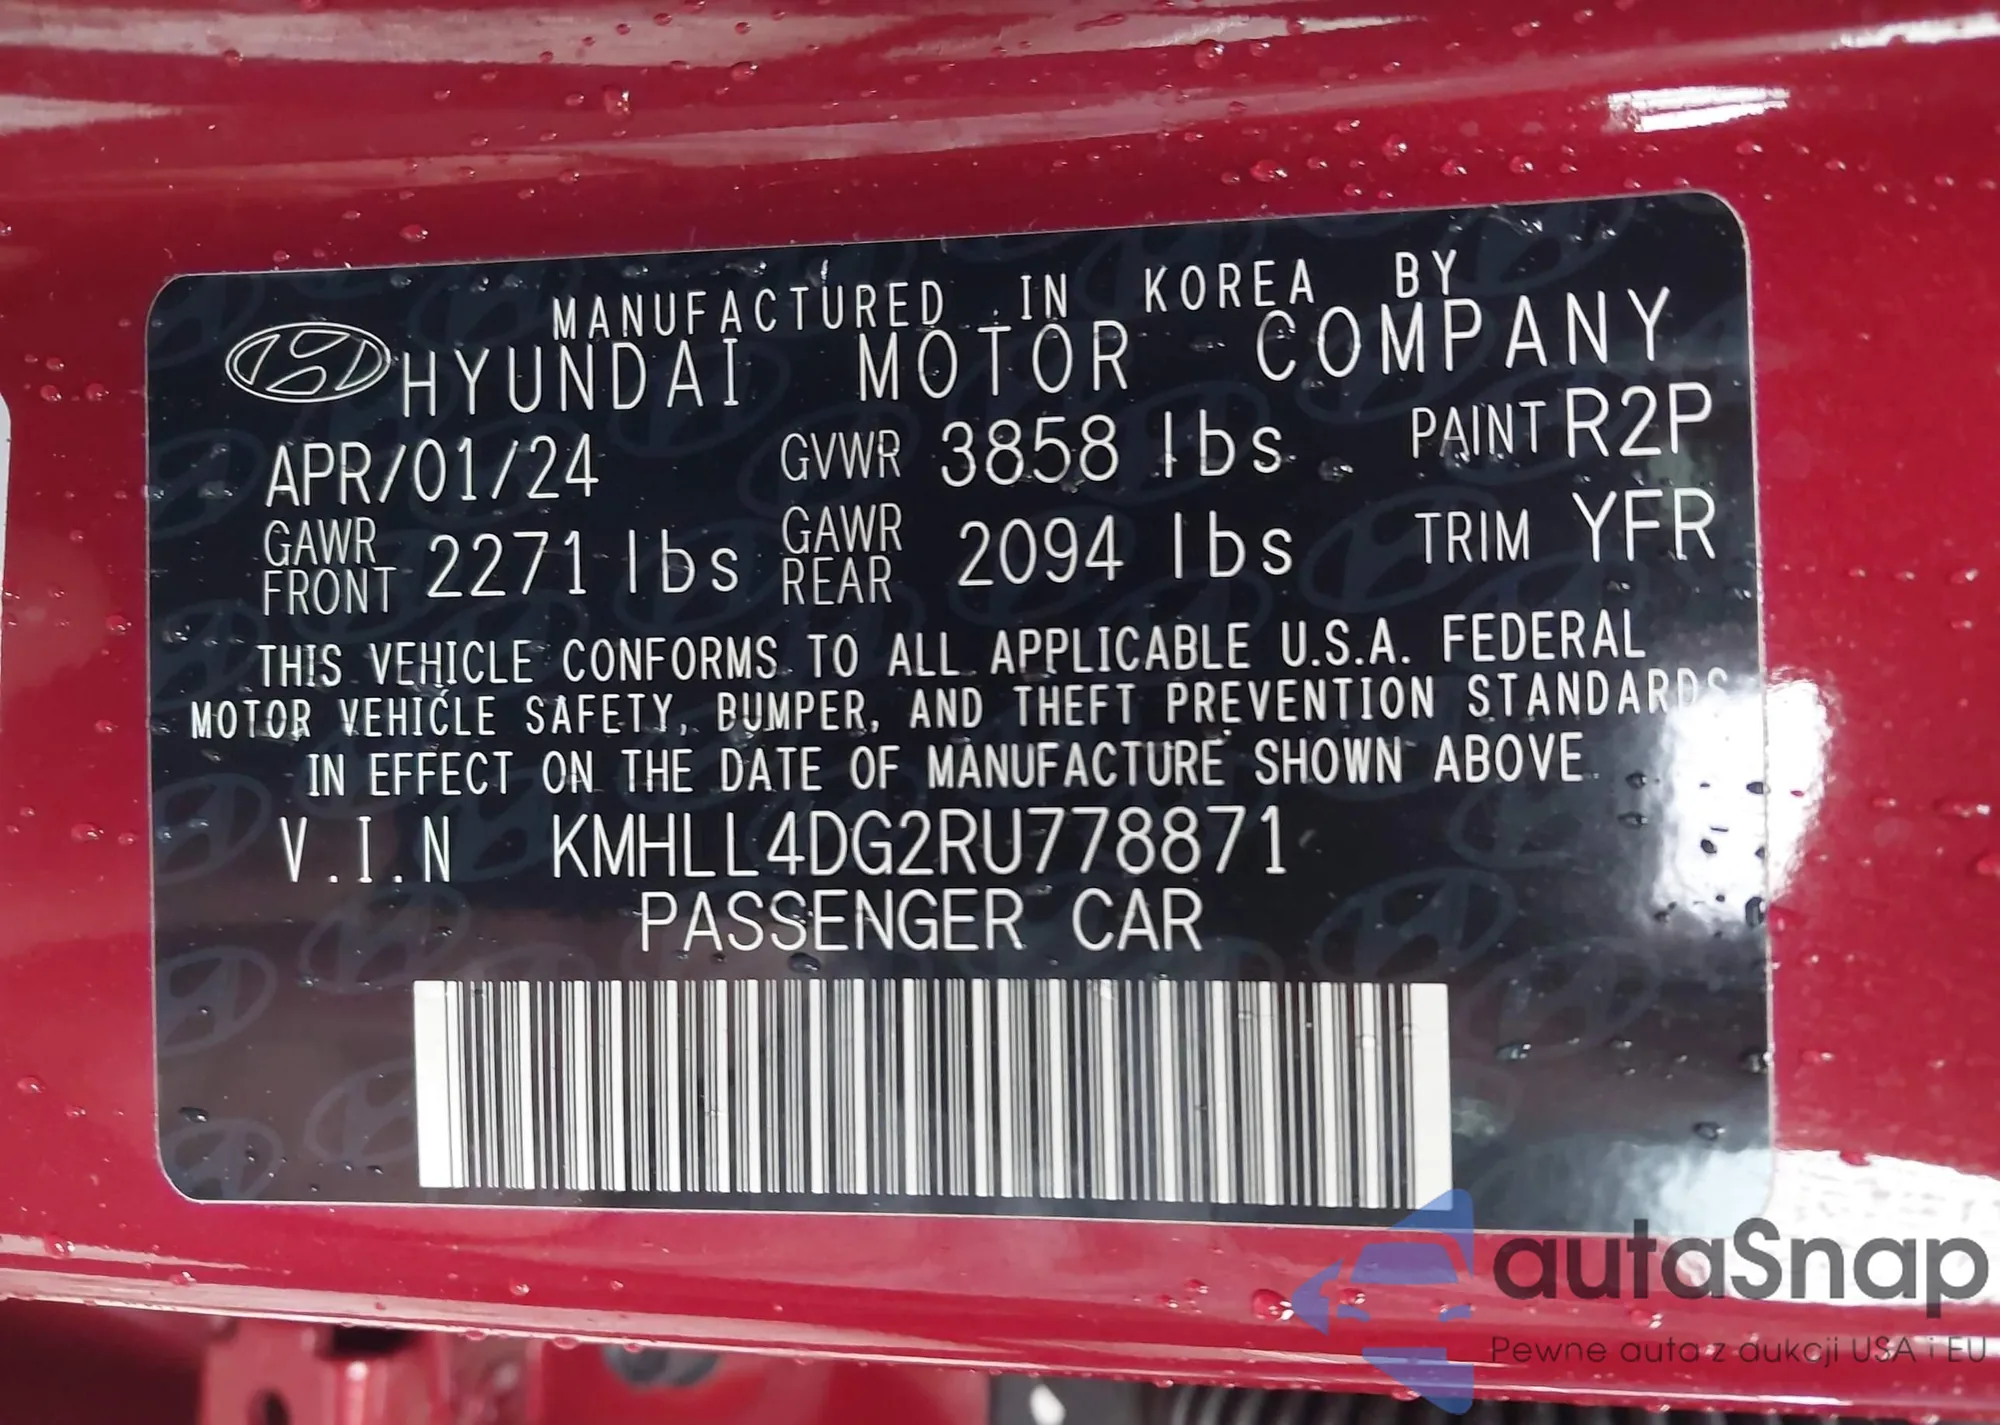 MANUFACTURED IN KOREA BY
HYUNDAI MOTOR COMPANY
APR/01/24 GVWR 3858 lbs PAINT R2P
GAWR FRONT 2271 lbs GAWR REAR 2094 lbs TRIM YFR
THIS VEHICLE CONFORMS TO ALL APPLICABLE U.S.A. FEDERAL
MOTOR VEHICLE SAFETY, BUMPER, AND THEFT PREVENTION STANDARDS
IN EFFECT ON THE DATE OF MANUFACTURE SHOWN ABOVE
V.I.N KMHLL4DG2RU778871
PASSENGER CAR
autaSnap
Pewne auta z aukcji USA i EU